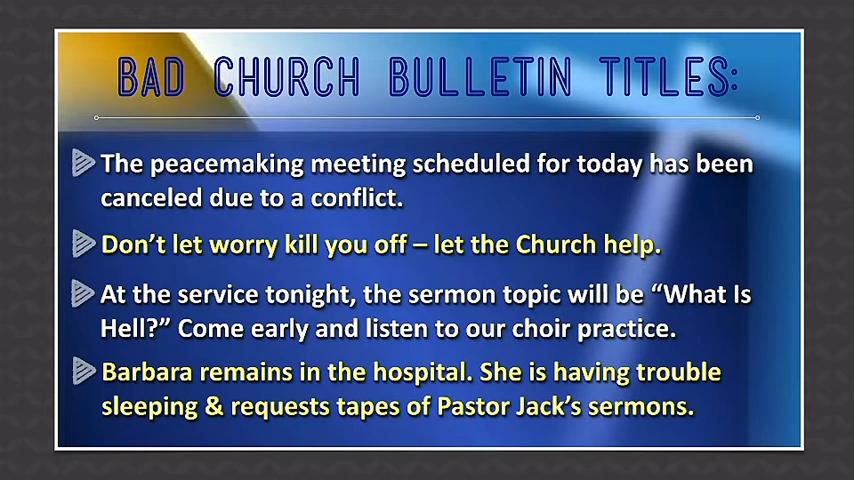 BAD CHURCH BULLETIN TITLES:
The peacemaking meeting scheduled for today has been
canceled due to a conflict.
Don't let worry kill you off – let the Church help.
At the service tonight, the sermon topic will be “What Is
Hell?” Come early and listen to our choir practice.
Barbara remains in the hospital. She is having trouble
sleeping & requests tapes of Pastor Jack's sermons.